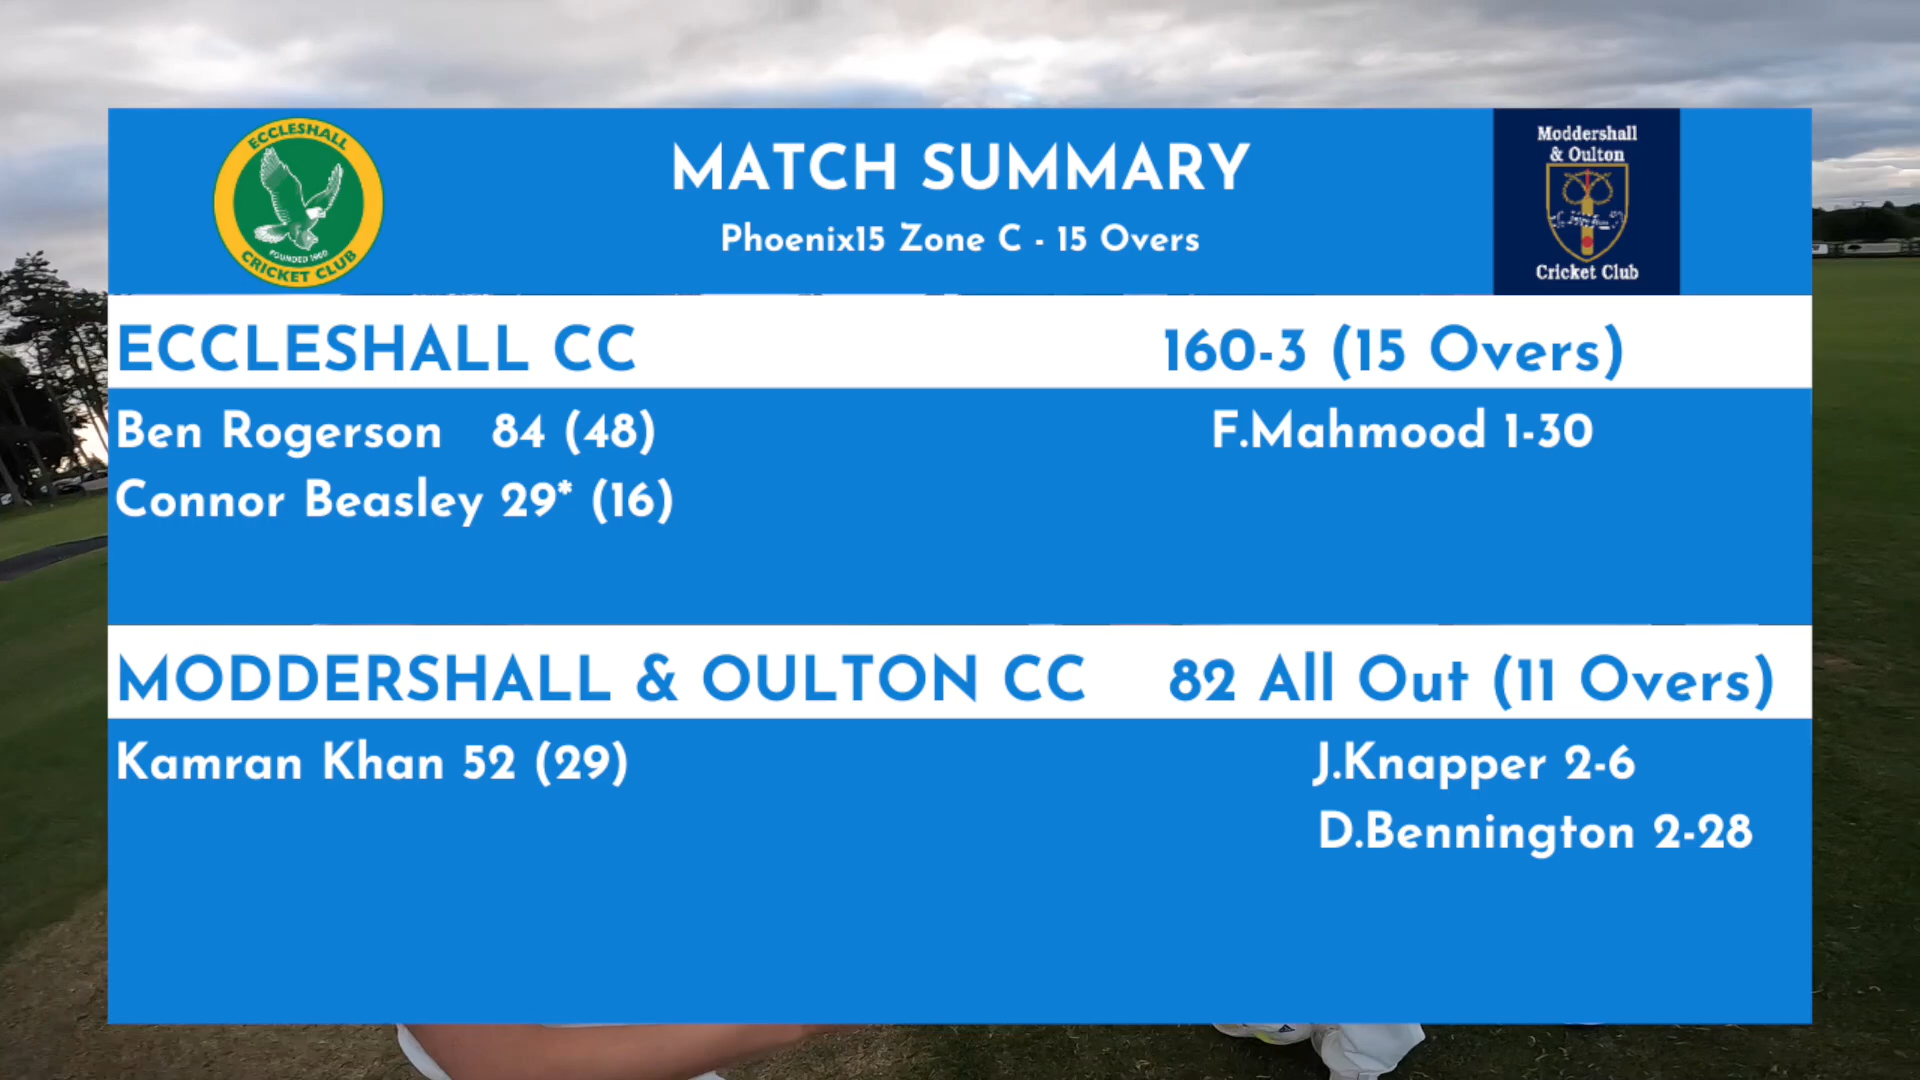 ECCLESHALL
CRICKET CLUB
MATCH SUMMARY
Phoenix15 Zone C - 15 Overs
Moddershall
& Oulton
Cricket Club
ECCLESHALL CC 160-3 (15 Overs)
Ben Rogerson 84 (48) F.Mahmood 1-30
Connor Beasley 29* (16)
MODDERSHALL & OULTON CC 82 All Out (11 Overs)
Kamran Khan 52 (29) J.Knapper 2-6
D.Bennington 2-28